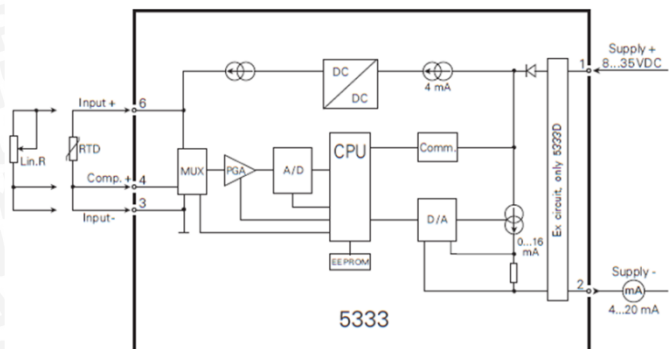 Supply +
8...35VDC
1
DC
DC
4 mA
Input +
6
Lin.R
RTD
Comp.
4
Input-
3
MUX
PGA
A/D
CPU
Comm.
D/A
EEPROM
0...16
mA
Ex circuit, only 5333D
2
Supply -
mA
4...20 mA
5333